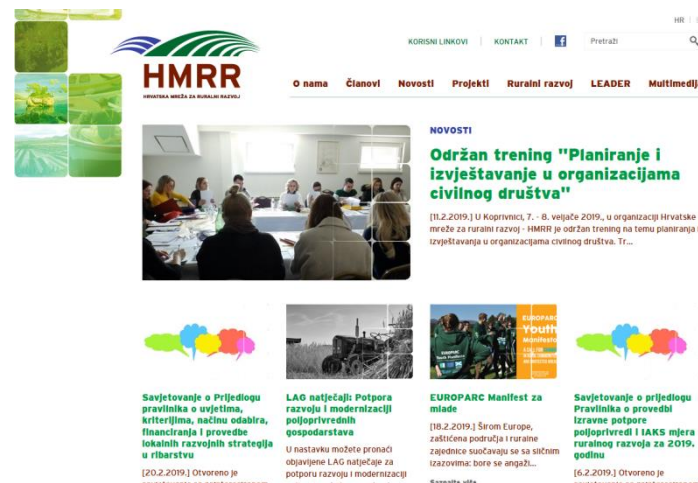 HR
KORISNI LINKOVI
KONTAKT
f
Pretraži
HMRR
HRVATSKA MREŽA ZA RURALNI RAZVOJ
O nama Članovi Novosti Projekti Ruralni razvoj LEADER Multimedij
NOVOSTI
Održan trening "Planiranje i
izvještavanje u organizacijama
civilnog društva"
[11.2.2019.] U Koprivnici, 7. - 8. veljače 2019., u organizaciji Hrvatske
mreže za ruralni razvoj - HMRR je održan trening na temu planiranja i
izvještavanja u organizacijama civilnog društva. Tr...
EUROPARC
Youth
Manifesto
Savjetovanje o Prijedlogu
pravilnika o uvjetima,
kriterijima, načinu odabira,
financiranja i provedbe
lokalnih razvojnih strategija
u ribarstvu
[20.2.2019.] Otvoreno je
LAG natječaji: Potpora
razvoju i modernizaciji
poljoprivrednih
gospodarstava
U nastavku možete pronaći
objavljene LAG natječaje za
potporu razvoju i modernizaciji
EUROPARC Manifest za
mlade
[18.2.2019.] Širom Europe,
zaštićena područja i ruralne
zajednice suočavaju se sa sličnim
izazovima: bore se angaži...
Saznajte više
Savjetovanje o prijedlogu
Pravilnika o provedbi
izravne potpore
poljoprivredi i IAKS mjera
ruralnog razvoja za 2019.
godinu
[6.2.2019.] Otvoreno je